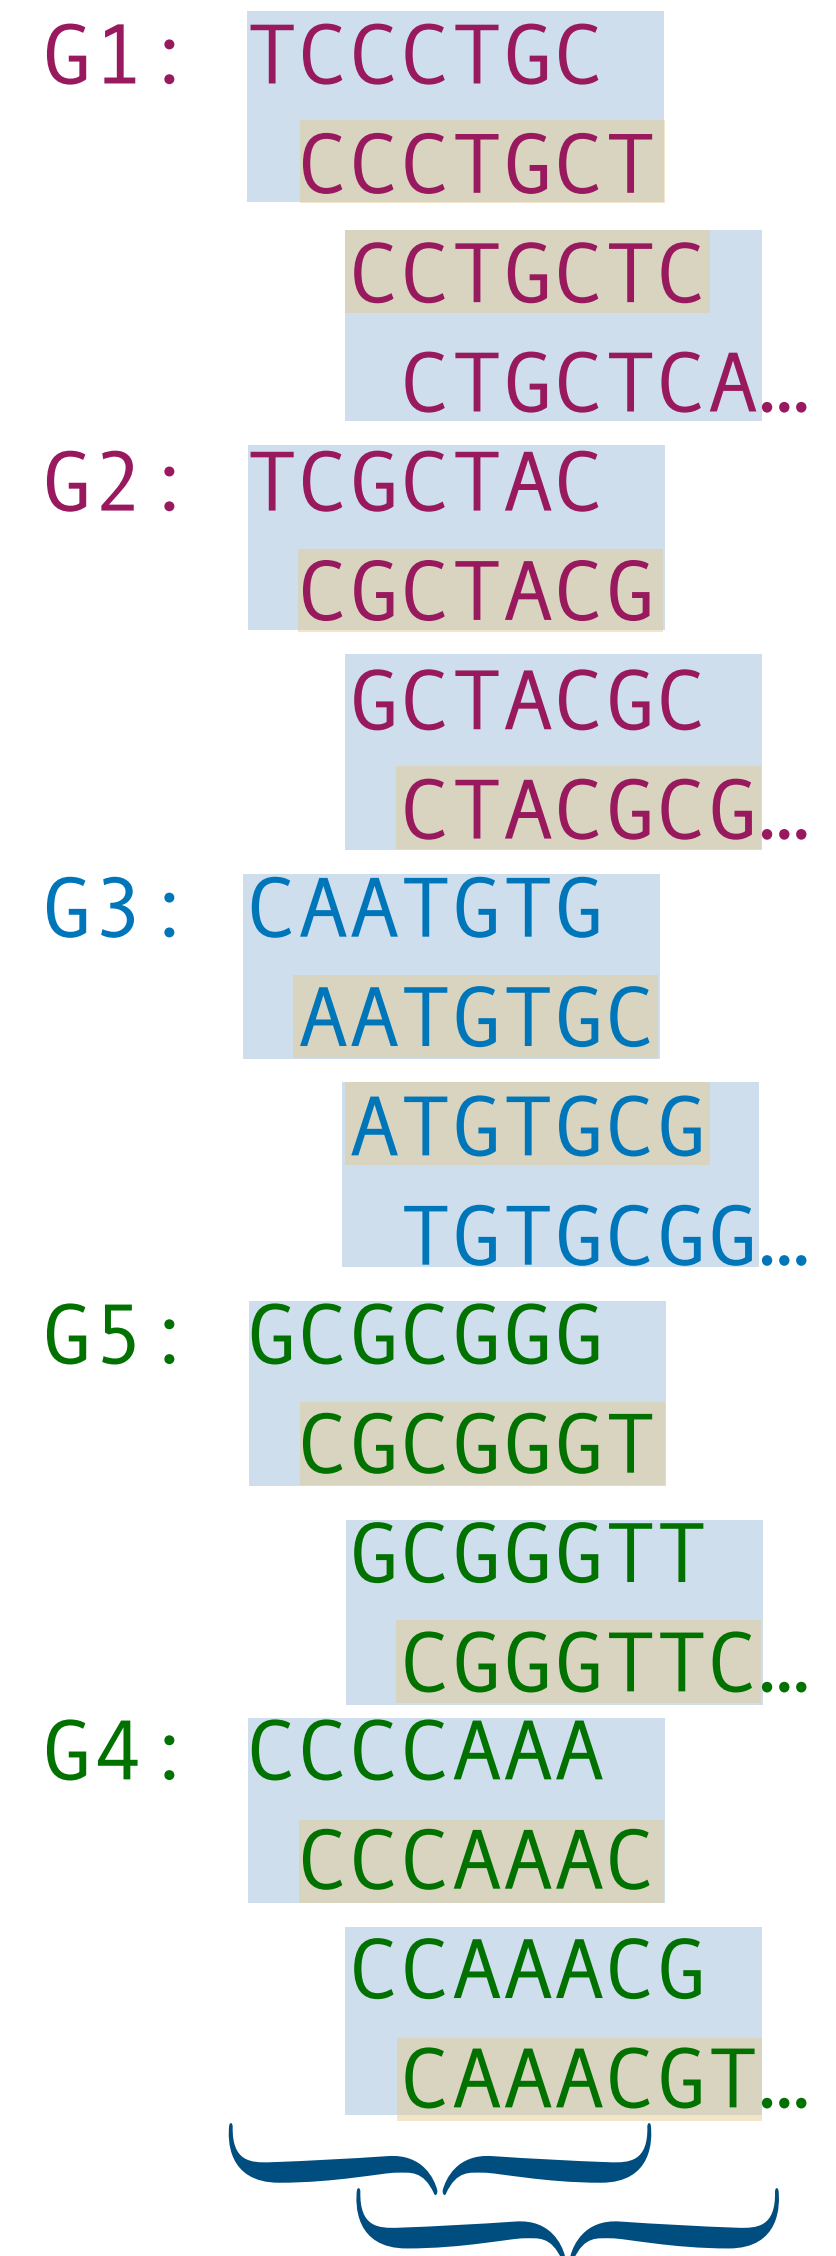 G1: TCCCTGC
CCCTGCT
CCTGCTC
CTGCTCA...
G2: TCGCTAC
CGCTACG
GCTACGC
CTACGCG...
G3: CAATGTG
AATGTGC
ATGTGCG
TGTGCGG...
G5: GCGCGGG
CGCGGGT
GCGGGTT
CGGGTTC...
G4: CCCCAAA
CCCAAAC
CCAAACG
CAAACGT...